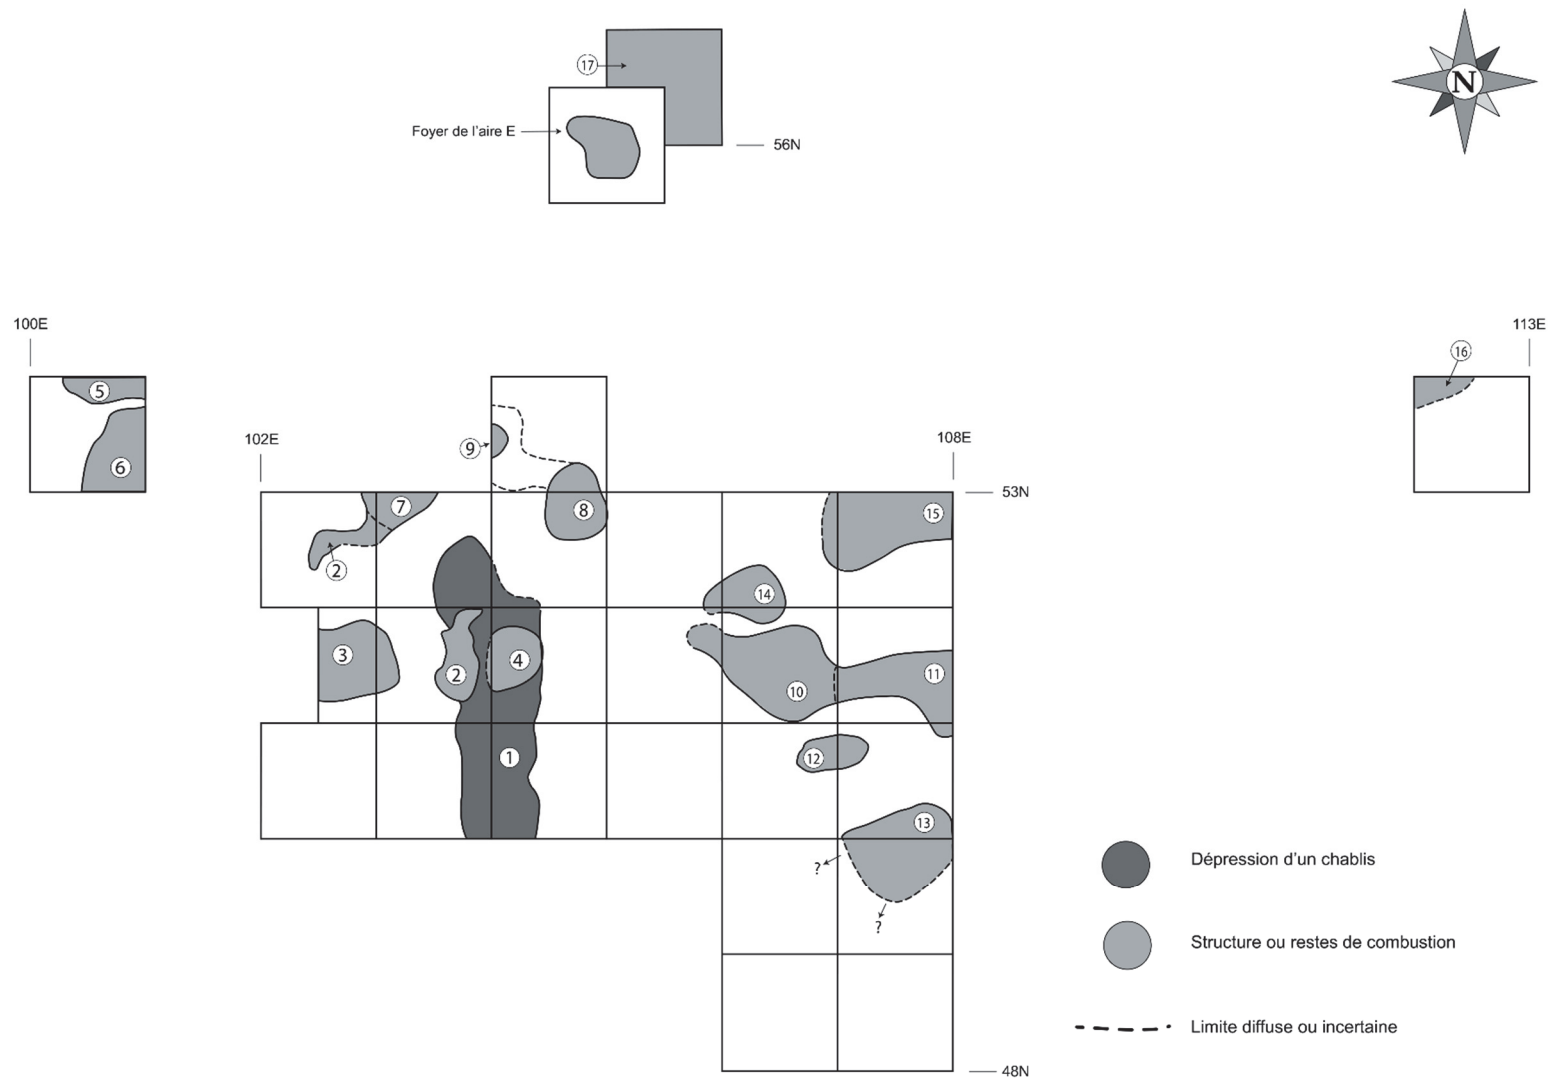 17
Foyer de l'aire E
56N
N
100E
113E
16
5
102E
108E
9
6
53N
7
8
15
2
14
3
4
2
11
10
1
12
13
?
Dépression d'un chablis
?
Structure ou restes de combustion
Limite diffuse ou incertaine
48N